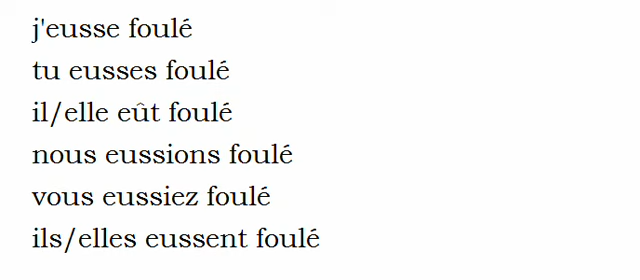 j'eusse foulé
tu eusses foulé
il/elle eût foulé
nous eussions foulé
vous eussiez foulé
ils/elles eussent foulé